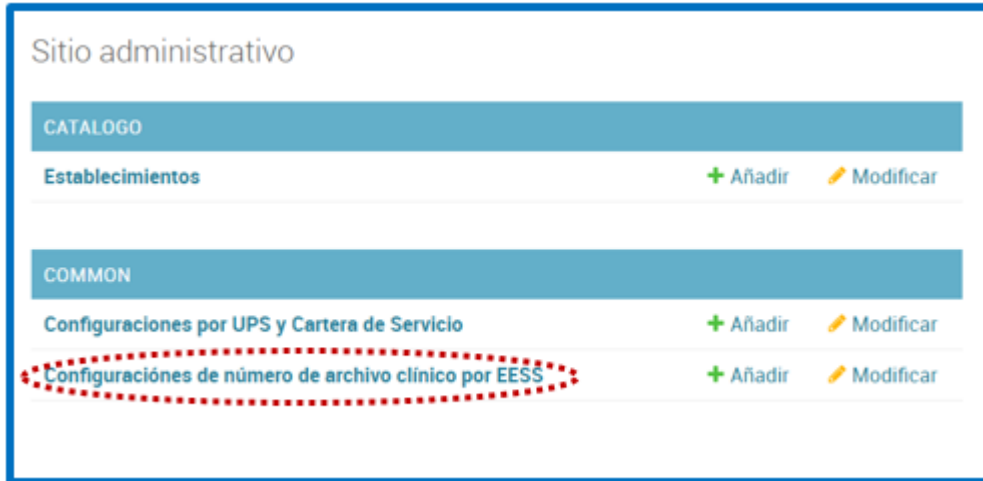 Sitio administrativo
CATALOGO
Establecimientos + Añadir Modificar
COMMON
Configuraciones por UPS y Cartera de Servicio + Añadir Modificar
Configuraciónes de número de archivo clínico por EESS + Añadir Modificar